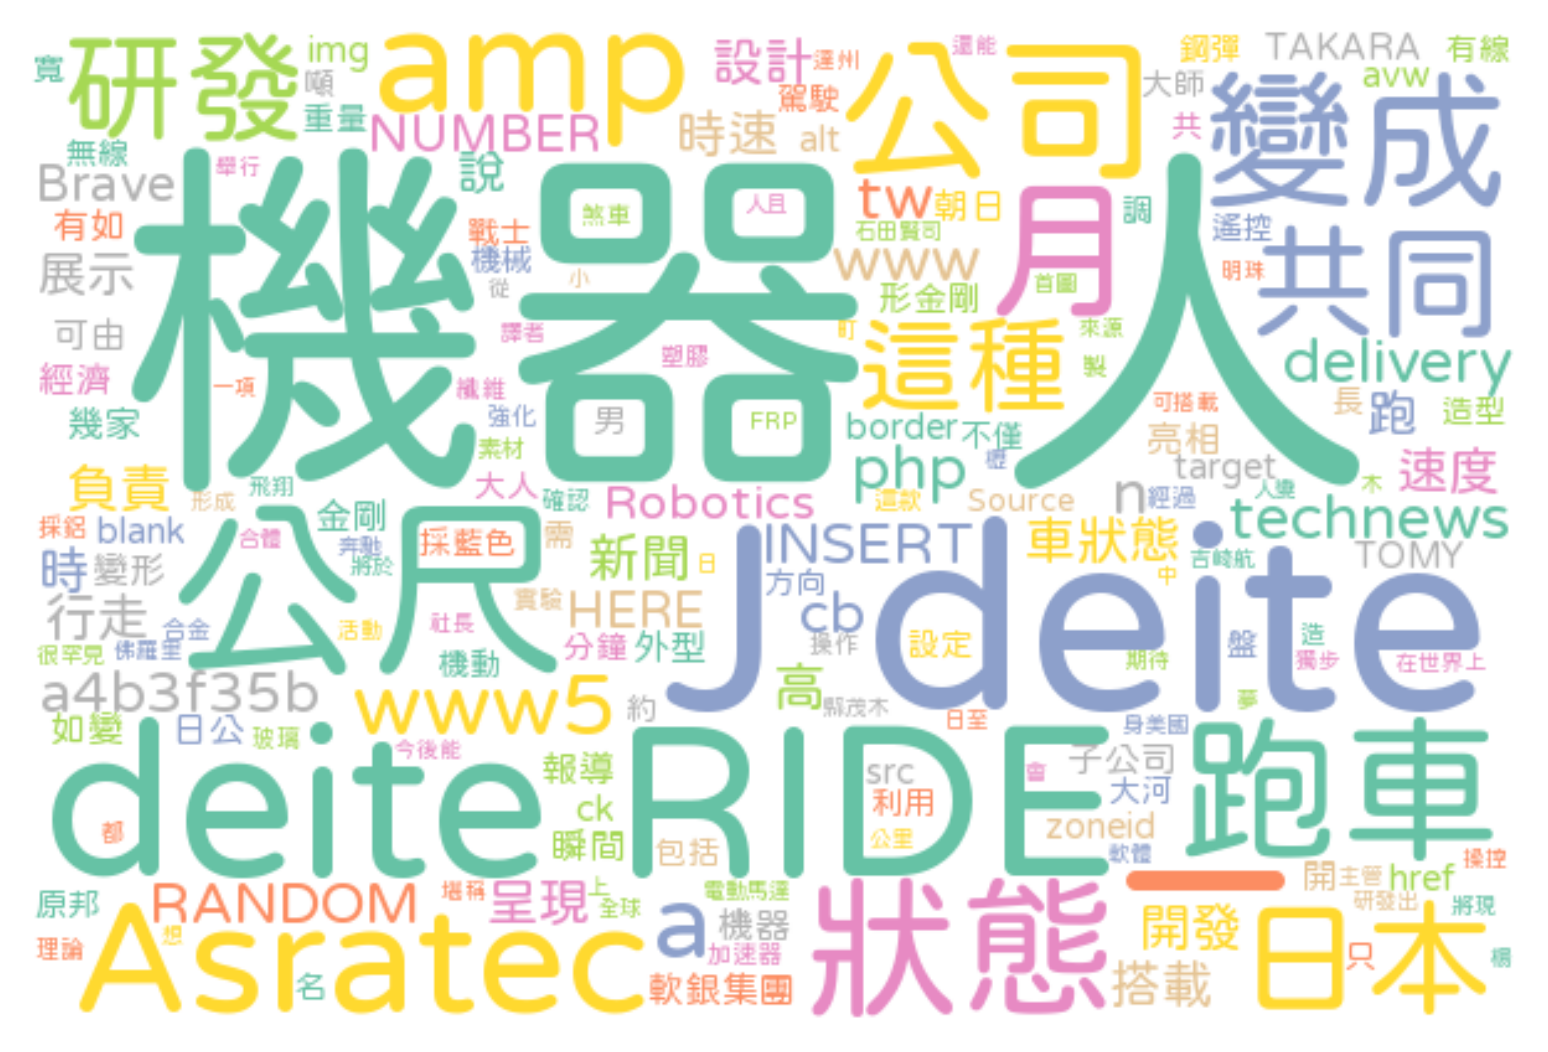 寬 研發 img amp 設計 達州 公司 還能 鋼彈 TAKARA 有線
噸 大師 avw 變成
重量 NUMBER 時速 alt 駕駛 共
無線 舉行 說
Brave 機器人 煞車 人且 tw 朝日 月 調
有如 戰士 石田賢司 遙控 共同
展示 機械 小 www 明珠
從 形金剛 首圖
可由 譯者 塑膠 町 這種 來源 delivery
經濟 一項 纖維 製
幾家 強化 男 FRP border 不僅 可搭載 長 跑 造型
素材 php 櫪 亮相 target 速度
負責 飛翔 大人 人變 木
形成 金剛 確認 Robotics 這款 Source n 經過 technews
採鋁 blank 合體 公尺 採藍色 需 新聞 INSERT 車狀態 TOMY
時 變形 奔馳 將於 日 方向 J deite 中 吉崎航
行走 合金 活動 社長 實驗 HERE cb 造
很罕見 佛羅里 機動 分鐘 外型 操作 設定 期待 盤 獨步 在世界上
a4b3f35b www5 約 高 縣茂木 夢
如變 日公 玻璃 今後能 日至 身美國
deite RIDE _ 跑車 報導 src 會 子公司
都 ck 利用 大河
瞬間 包括 公里 zoneid 軟體
原邦 RANDOM 堪稱 呈現 上 全球 電動馬達 狀態 開 主管 href 操控
研發出 將現
理論 想 Asratec a 機器 開發 日本 只
名 加速器 軟銀集團 搭載